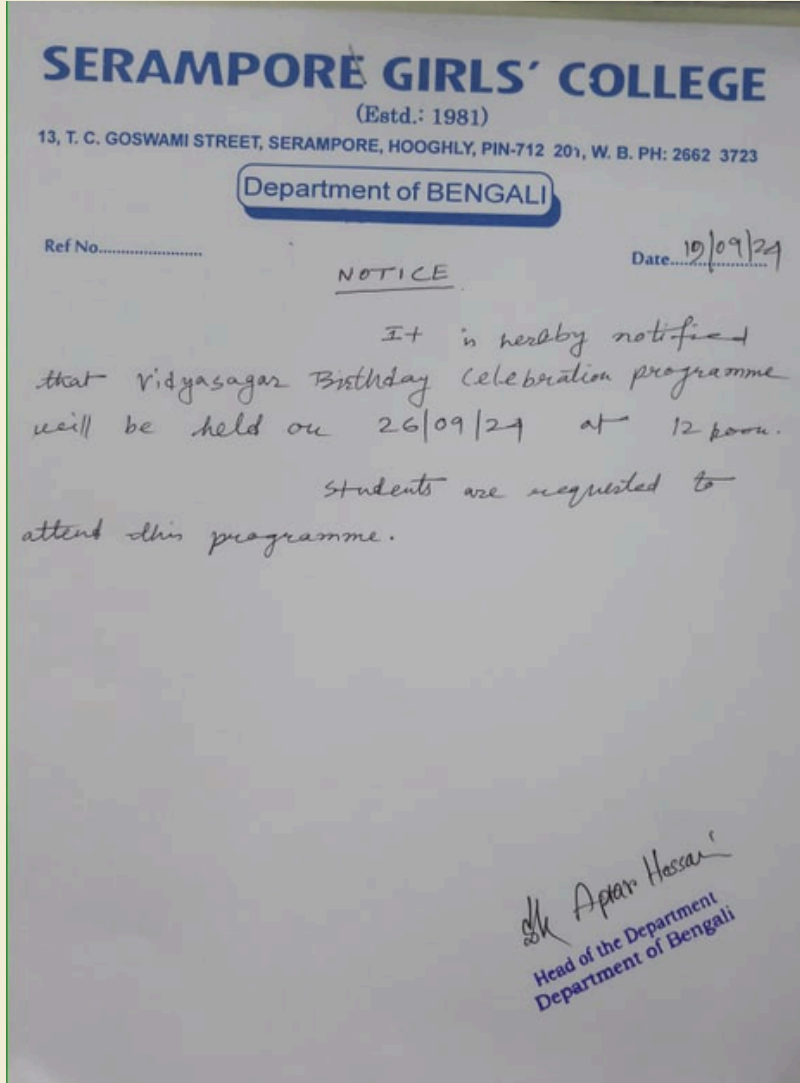 SERAMPORE GIRLS' COLLEGE
(Estd.: 1981)
13, T. C. GOSWAMI STREET, SERAMPORE, HOOGHLY, PIN-712 201, W. B. PH: 2662 3723
Department of BENGALI
Ref No........................ Date....19/09/24
NOTICE
It is hereby notified
that Vidyasagar Birthday Celebration programme
will be held on 26/09/24 at 12 noon.
Students are requested to
attend this programme.
Sk Aptar Hossain
Head of the Department
Department of Bengali